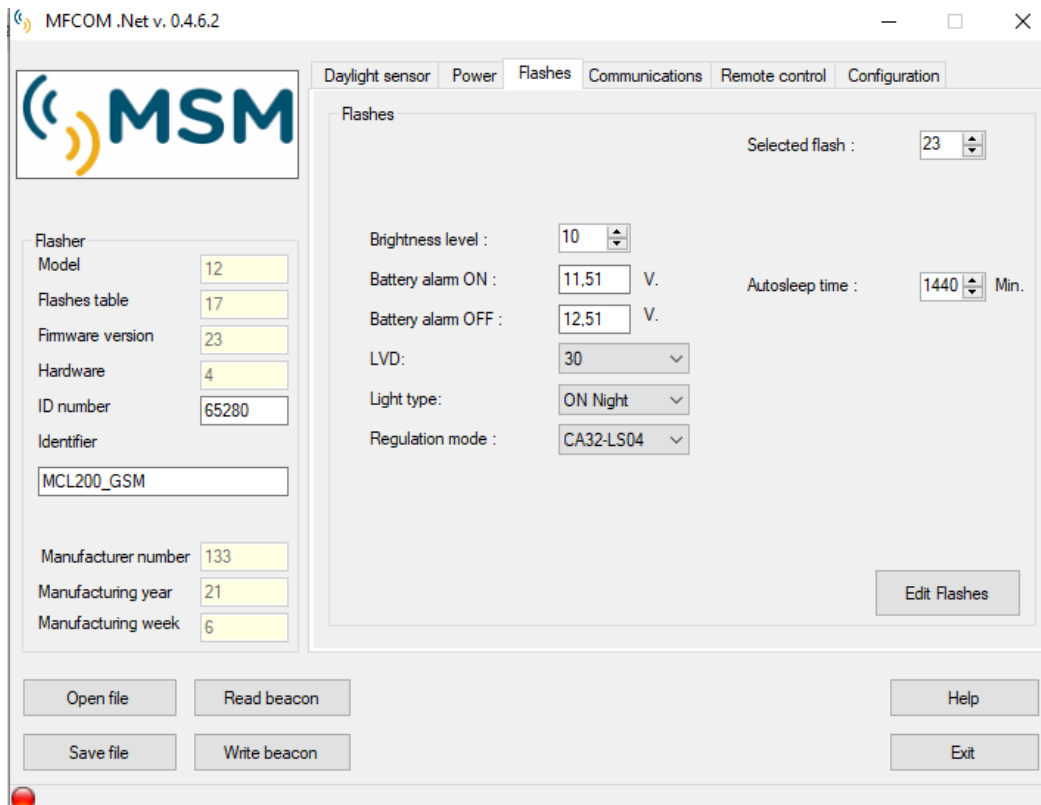 MFCOM .Net v. 0.4.6.2
MSM
Daylight sensor Power Flashes Communications Remote control Configuration
Flashes
Selected flash : 23
Brightness level : 10
Battery alarm ON : 11,51 V.
Autosleep time : 1440 Min.
Battery alarm OFF : 12,51 V.
LVD: 30
Light type: ON Night
Regulation mode : CA32-LS04
Edit Flashes
Flasher
Model 12
Flashes table 17
Firmware version 23
Hardware 4
ID number 65280
Identifier
MCL200_GSM
Manufacturer number 133
Manufacturing year 21
Manufacturing week 6
Open file Read beacon Help
Save file Write beacon Exit